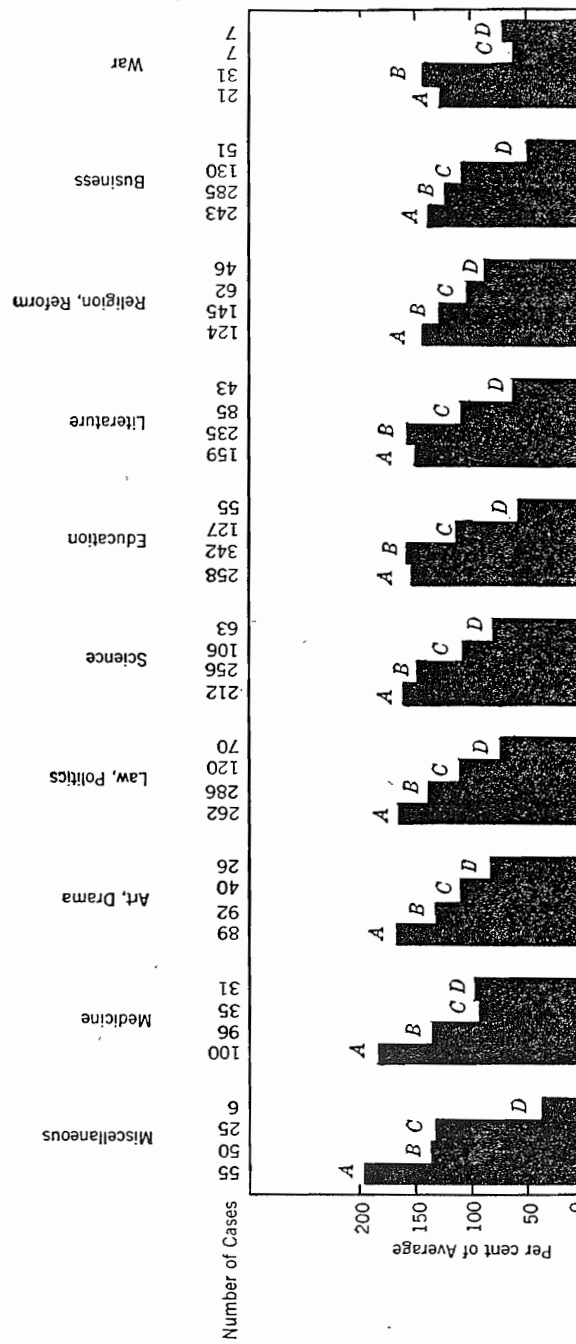 Miscellaneous
Medicine
Art, Drama
Law, Politics
Science
Education
Literature
Religion, Reform
Business
War
Number of Cases
55 50 25 6
100 96 35 31
89 92 40 26
262 286 120 70
212 256 106 63
258 342 127 55
159 235 85 43
124 145 62 46
243 285 130 51
21 31 7 7
Per cent of Average
200
150
100
50
0
A B C D
A B C D
A B C D
A B C D
A B C D
A B C D
A B C D
A B C D
A B C D
A B C D